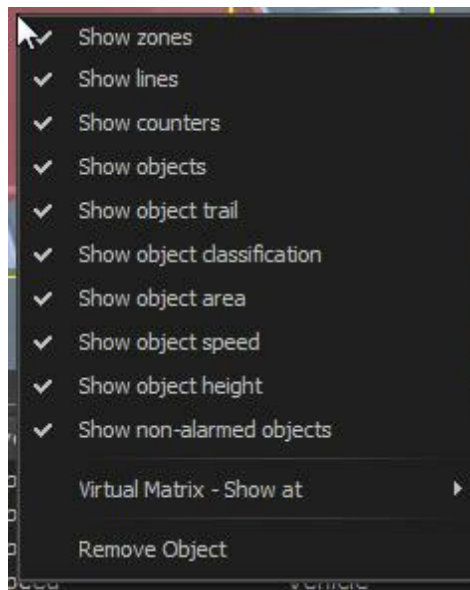 Show zones
Show lines
Show counters
Show objects
Show object trail
Show object classification
Show object area
Show object speed
Show object height
Show non-alarmed objects
Virtual Matrix - Show at
Remove Object